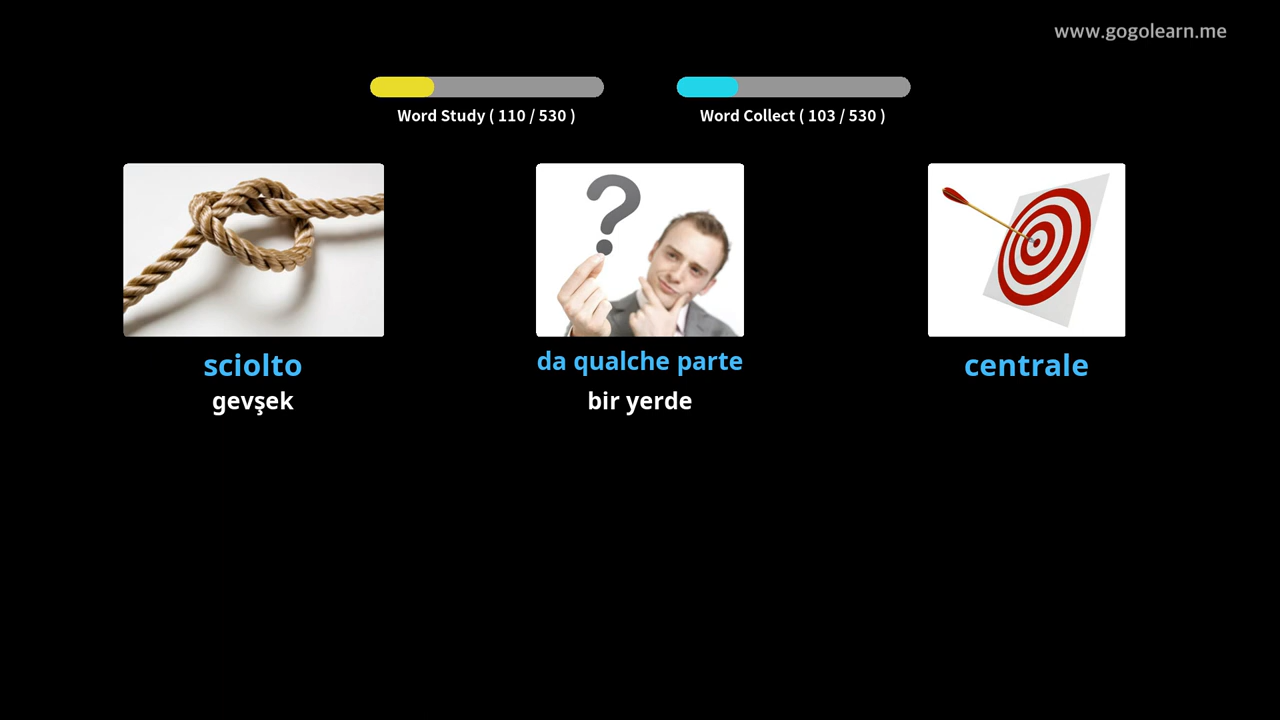 www.gogolearn.me
Word Study ( 110 / 530 )
Word Collect ( 103 / 530 )
sciolto
gevşek
da qualche parte
bir yerde
centrale